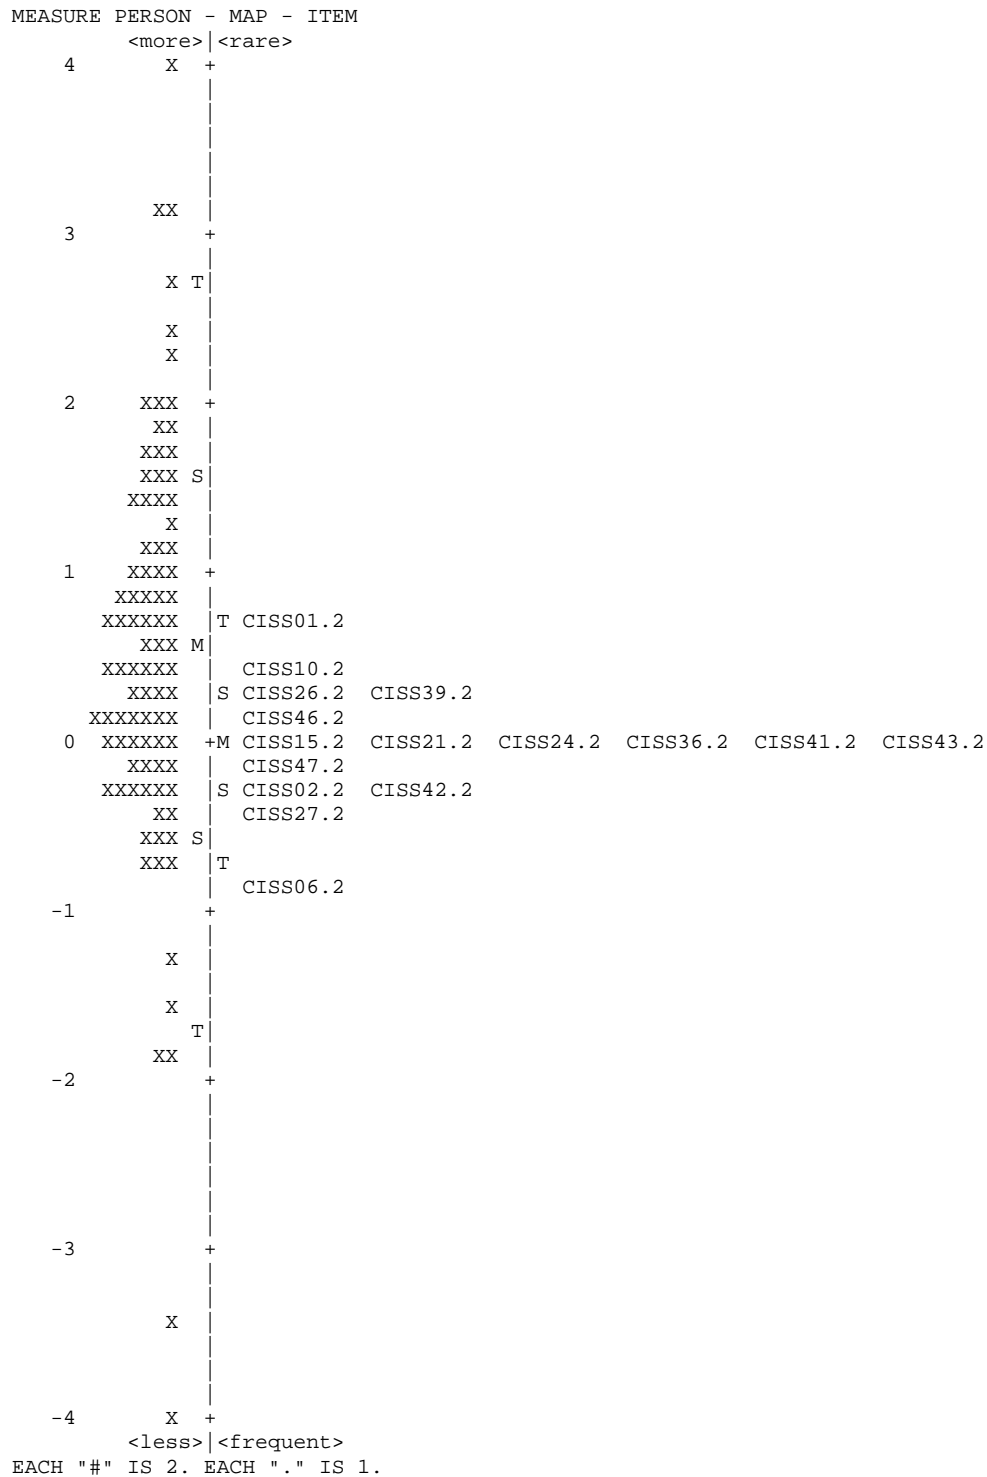 MEASURE PERSON - MAP - ITEM
         <more>|<rare>
    4       X  +
               |
               |
               |
               |
               |
           XX  |
    3          +
               |
            X T|
               |
            X  |
            X  |
               |
    2     XXX  +
           XX  |
          XXX  |
          XXX S|
         XXXX  |
            X  |
          XXX  |
    1    XXXX  +
        XXXXX  |
       XXXXXX  |T CISS01.2
          XXX M|
       XXXXXX  |  CISS10.2
         XXXX  |S CISS26.2  CISS39.2
      XXXXXXX  |  CISS46.2
    0  XXXXXX  +M CISS15.2  CISS21.2  CISS24.2  CISS36.2  CISS41.2  CISS43.2
         XXXX  |  CISS47.2
       XXXXXX  |S CISS02.2  CISS42.2
           XX  |  CISS27.2
          XXX S|
          XXX  |T
               |  CISS06.2
   -1          +
               |
            X  |
               |
            X  |
              T|
           XX  |
   -2          +
               |
               |
               |
               |
               |
               |
   -3          +
               |
               |
            X  |
               |
               |
               |
   -4       X  +
         <less>|<frequent>
EACH "#" IS 2. EACH "." IS 1.